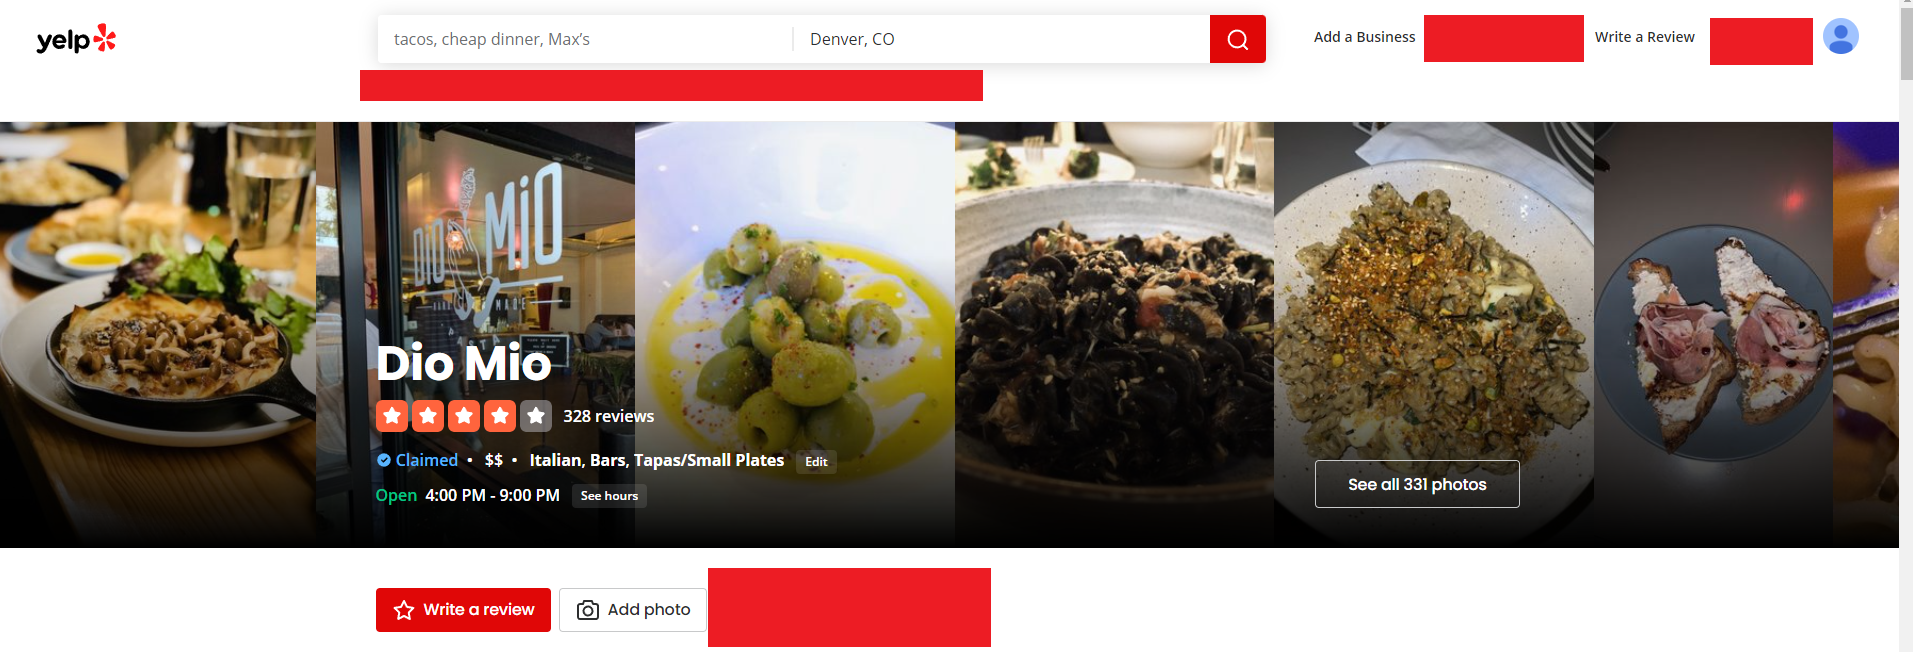 yelp
tacos, cheap dinner, Max's
Denver, CO
Add a Business
Write a Review
DIO MIO
HANDMADE
PASTA
Dio Mio
328 reviews
Claimed • $$ • Italian, Bars, Tapas/Small Plates Edit
Open 4:00 PM - 9:00 PM See hours
See all 331 photos
Write a review
Add photo